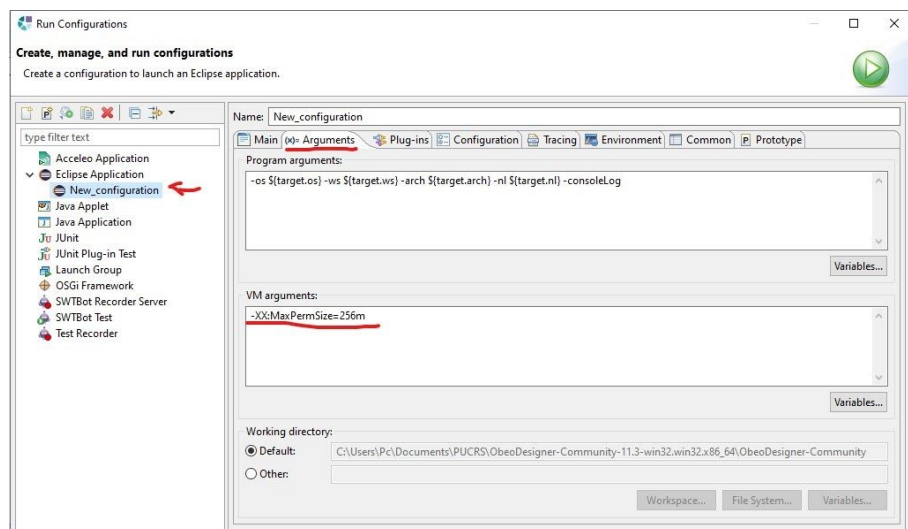 Run Configurations
Create, manage, and run configurations
Create a configuration to launch an Eclipse application.
type filter text
Acceleo Application
Eclipse Application
New_configuration
Java Applet
Java Application
JUnit
JUnit Plug-in Test
Launch Group
OSGi Framework
SWTBot Recorder Server
SWTBot Test
Test Recorder
Name: New_configuration
Main (x)= Arguments Plug-ins Configuration Tracing Environment Common P Prototype
Program arguments:
-os ${target.os} -ws ${target.ws} -arch ${target.arch} -nl ${target.nl} -consoleLog
Variables...
VM arguments:
-XX:MaxPermSize=256m
Variables...
Working directory:
Default: C:\Users\Pc\Documents\PUCRS\ObeoDesigner-Community-11.3-win32.win32.x86_64\ObeoDesigner-Community
Other:
Workspace... File System... Variables...